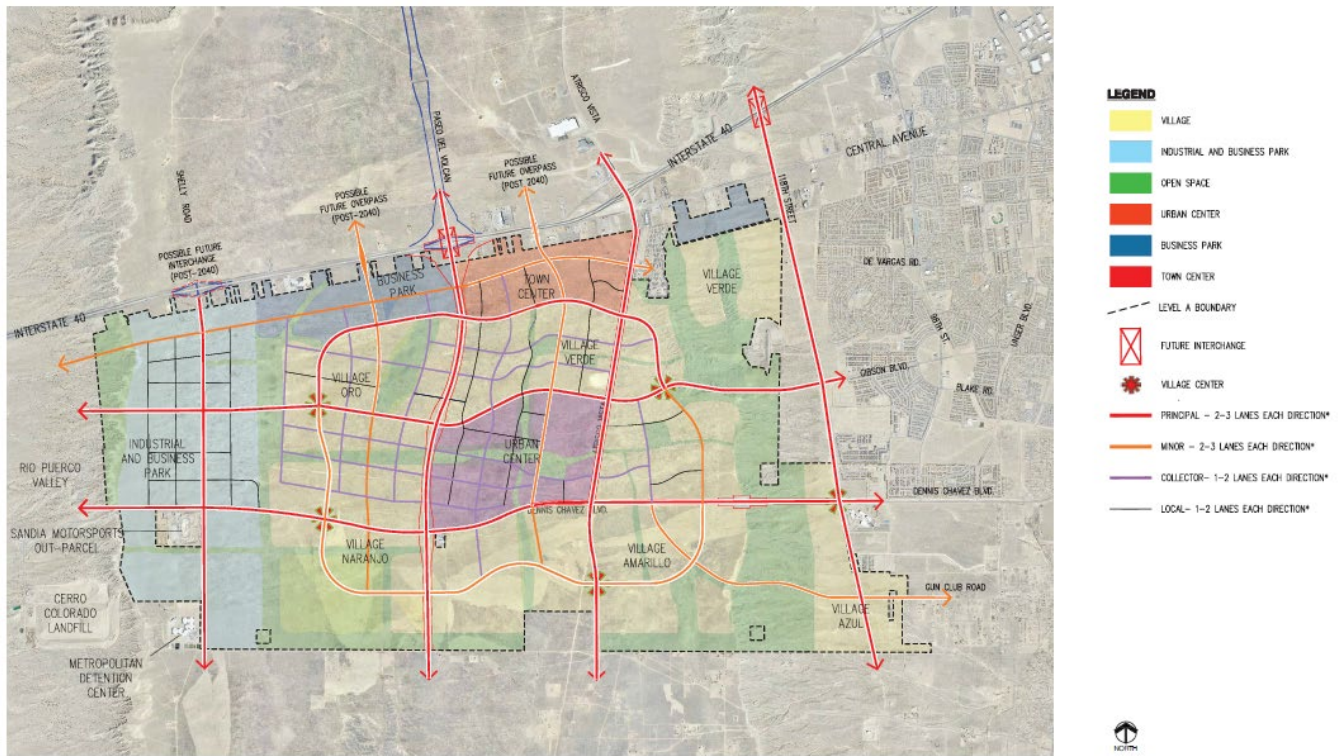 ATRISCO VISTA
PASEO DEL VOLCAN
INTERSTATE 40
CENTRAL AVENUE
SHELLY ROAD
POSSIBLE
FUTURE OVERPASS
(POST-2040)
POSSIBLE
FUTURE OVERPASS
(POST 2040)
118TH STREET
POSSIBLE FUTURE
INTERCHANGE
(POST-2040)
DE VARGAS RD.
VILLAGE
VERDE
BUSINESS
PARK
TOWN
CENTER
INTERSTATE 40
98TH ST.
UNSER BLVD.
VILLAGE
VERDE
VILLAGE
ORO
GIBSON BLVD.
BLAKE RD.
INDUSTRIAL
AND BUSINESS
PARK
URBAN
CENTER
RIO PUERCO
VALLEY
DENNIS CHAVEZ BLVD.
DENNIS CHAVEZ BLVD.
SANDIA MOTORSPORTS
OUT-PARCEL
VILLAGE
NARANJO
VILLAGE
AMARILLO
GUN CLUB ROAD
CERRO
COLORADO
LANDFILL
VILLAGE
AZUL
METROPOLITAN
DETENTION
CENTER
LEGEND
VILLAGE
INDUSTRIAL AND BUSINESS PARK
OPEN SPACE
URBAN CENTER
BUSINESS PARK
TOWN CENTER
LEVEL A BOUNDARY
FUTURE INTERCHANGE
VILLAGE CENTER
PRINCIPAL - 2-3 LANES EACH DIRECTION*
MINOR - 2-3 LANES EACH DIRECTION*
COLLECTOR- 1-2 LANES EACH DIRECTION*
LOCAL- 1-2 LANES EACH DIRECTION*
NORTH